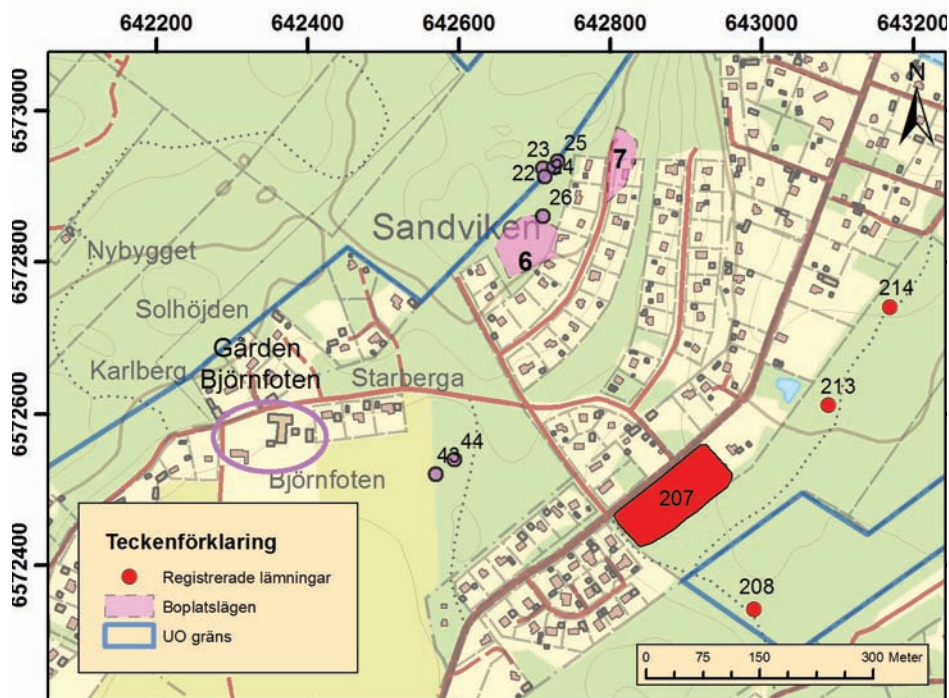 642200 642400 642600 642800 643000 643200
6573000
6572800
6572600
6572400
N
25
23
24
22
7
26
Sandviken
6
Nybygget
214
Solhöjden
Gården
Björnfoten
Karlberg
Starberga
213
44
43
Björnfoten
207
208
Teckenförklaring
Registrerade lämningar
Boplatslägen
UO gräns
0 75 150 300 Meter